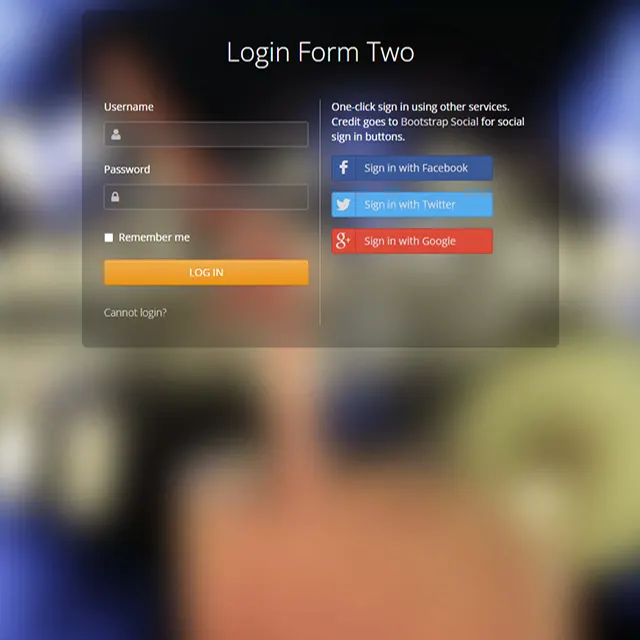 Login Form Two
Username
Password
Remember me
LOG IN
Cannot login?
One-click sign in using other services.
Credit goes to Bootstrap Social for social
sign in buttons.
Sign in with Facebook
Sign in with Twitter
Sign in with Google